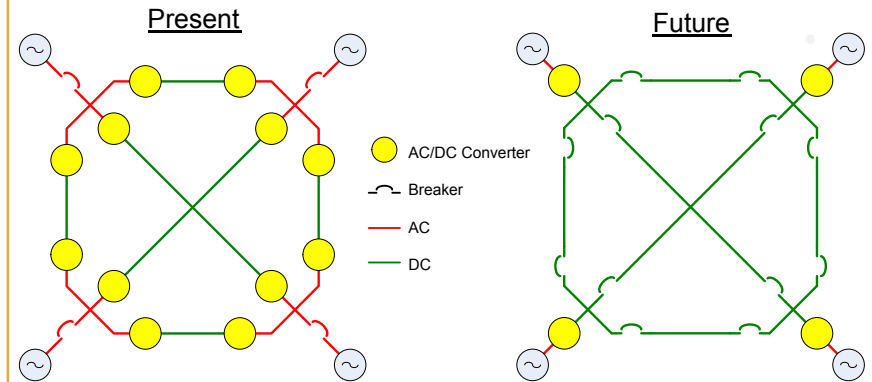 Present
Future
AC/DC Converter
Breaker
AC
DC